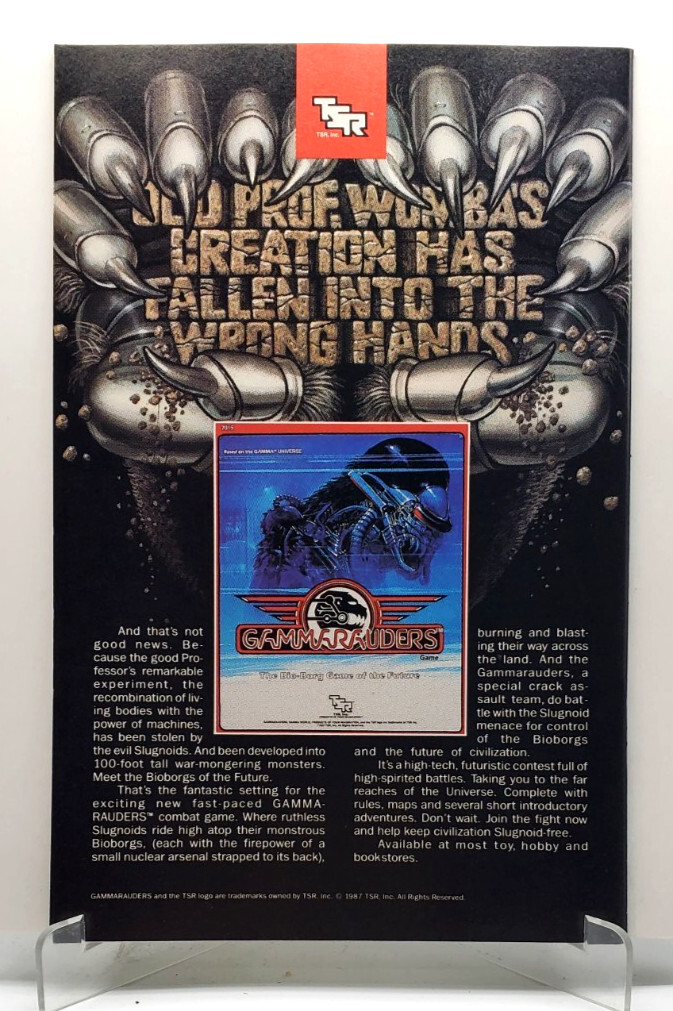 TSR
TSR, Inc.
OLD PROF. WOMBA'S
CREATION HAS
FALLEN INTO THE
WRONG HANDS.
Based on the GAMMA™ UNIVERSE
GAMMARAUDERS™
Game
The Bio-Borg Game of the Future
TSR
And that's not
good news. Be-
cause the good Pro-
fessor's remarkable
experiment, the
recombination of liv-
ing bodies with the
power of machines,
has been stolen by
the evil Slugnoids. And been developed into
100-foot tall war-mongering monsters.
Meet the Bioborgs of the Future.
That's the fantastic setting for the
exciting new fast-paced GAMMA-
RAUDERS™ combat game. Where ruthless
Slugnoids ride high atop their monstrous
Bioborgs, (each with the firepower of a
small nuclear arsenal strapped to its back),
burning and blast-
ing their way across
the land. And the
Gammarauders, a
special crack as-
sault team, do bat-
tle with the Slugnoid
menace for control
of the Bioborgs
and the future of civilization.
It's a high-tech, futuristic contest full of
high-spirited battles. Taking you to the far
reaches of the Universe. Complete with
rules, maps and several short introductory
adventures. Don't wait. Join the fight now
and help keep civilization Slugnoid-free.
Available at most toy, hobby and
bookstores.
GAMMARAUDERS and the TSR logo are trademarks owned by TSR, Inc. © 1987 TSR, Inc. All Rights Reserved.